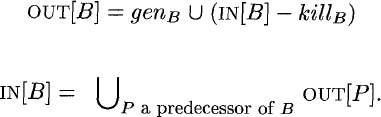 OUT[B] = gen_B ∪ (IN[B] − kill_B)
IN[B] = ⋃_{P a predecessor of B} OUT[P].